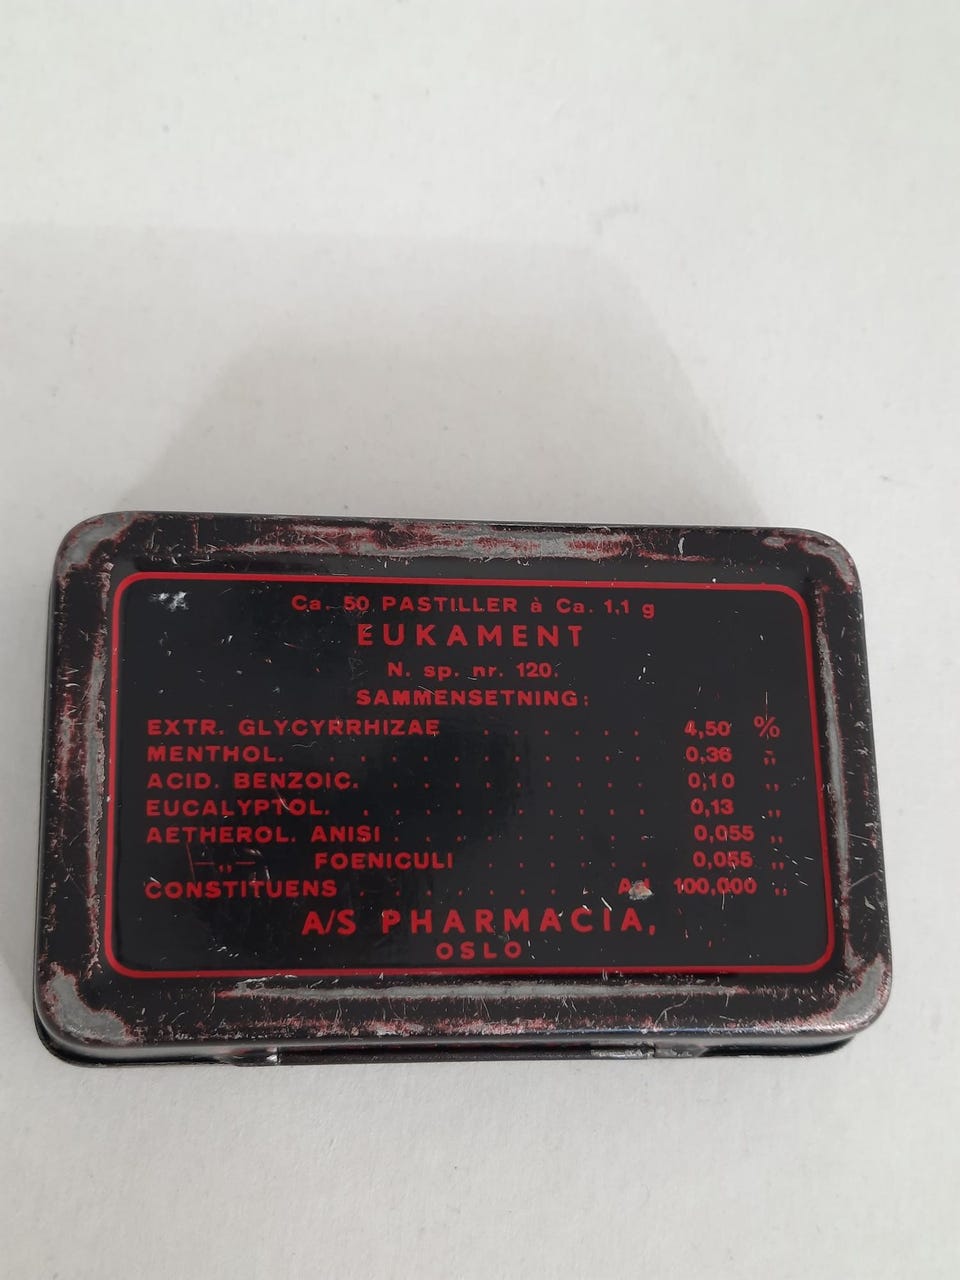 Ca. 50 PASTILLER à Ca. 1,1 g
EUKAMENT
N. sp. nr. 120.
SAMMENSETNING:
EXTR. GLYCYRRHIZAE . . . . . . 4,50 %
MENTHOL. . . . . . . . . . . 0,36 „
ACID. BENZOIC. . . . . . . . . 0,10 „
EUCALYPTOL. . . . . . . . . . 0,13 „
AETHEROL. ANISI . . . . . . . . 0,055 „
—„— FOENICULI . . . . . . 0,055 „
CONSTITUENS . . . . . . . Ad 100,000 „
A/S PHARMACIA,
OSLO